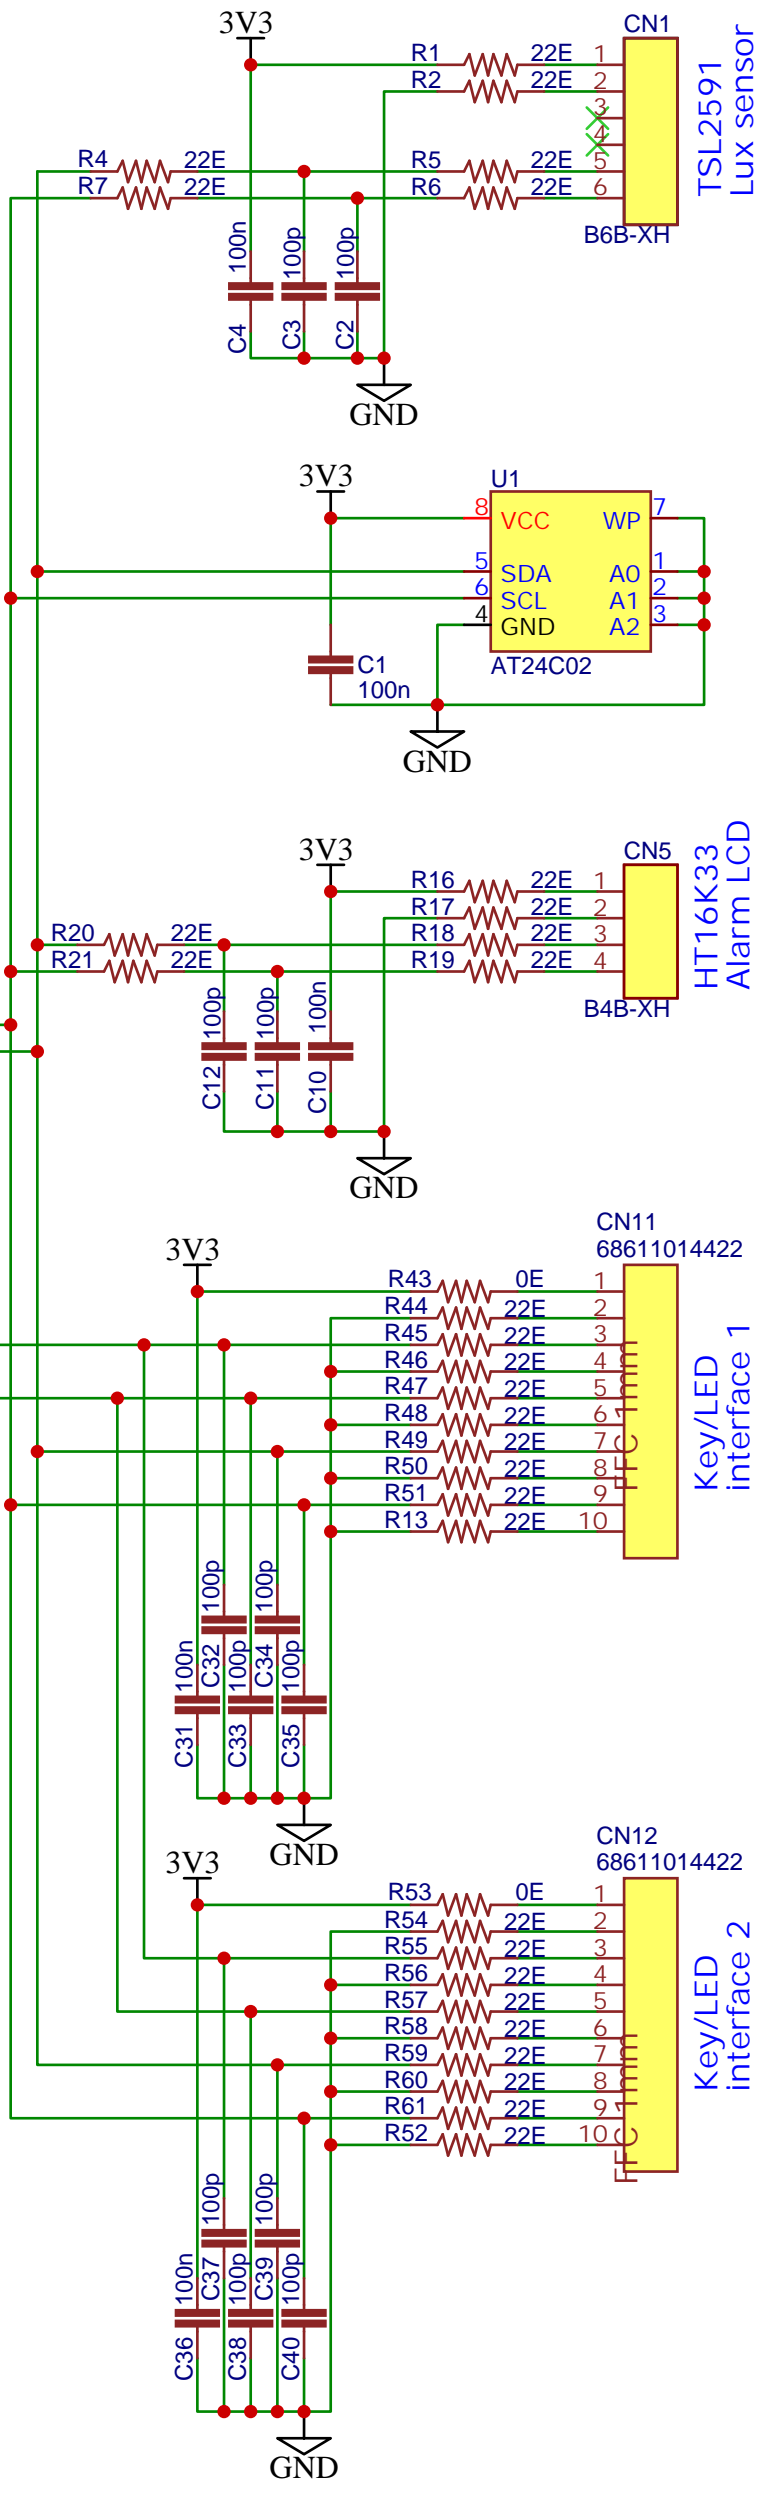 3V3
CN1
R1 22E 1
R2 22E 2
3
4
R4 22E R5 22E 5
R7 22E R6 22E 6
B6B-XH
TSL2591
Lux sensor
100n 100p 100p
C4 C3 C2
GND
3V3
U1
8 VCC WP 7
5 SDA A0 1
6 SCL A1 2
4 GND A2 3
AT24C02
C1
100n
GND
3V3
CN5
R16 22E 1
R17 22E 2
R20 22E R18 22E 3
R21 22E R19 22E 4
B4B-XH
HT16K33
Alarm LCD
100p 100p 100n
C12 C11 C10
GND
CN11
68611014422
3V3
R43 0E 1
R44 22E 2
R45 22E 3
R46 22E 4
R47 22E 5
R48 22E 6
R49 22E 7
R50 22E 8
R51 22E 9
R13 22E 10
FFC 1mm
Key/LED
interface 1
100p 100p
C32 C34
100n 100p 100p
C31 C33 C35
GND
CN12
68611014422
3V3
R53 0E 1
R54 22E 2
R55 22E 3
R56 22E 4
R57 22E 5
R58 22E 6
R59 22E 7
R60 22E 8
R61 22E 9
R52 22E 10
FFC 1mm
Key/LED
interface 2
100p 100p
C37 C39
100n 100p 100p
C36 C38 C40
GND